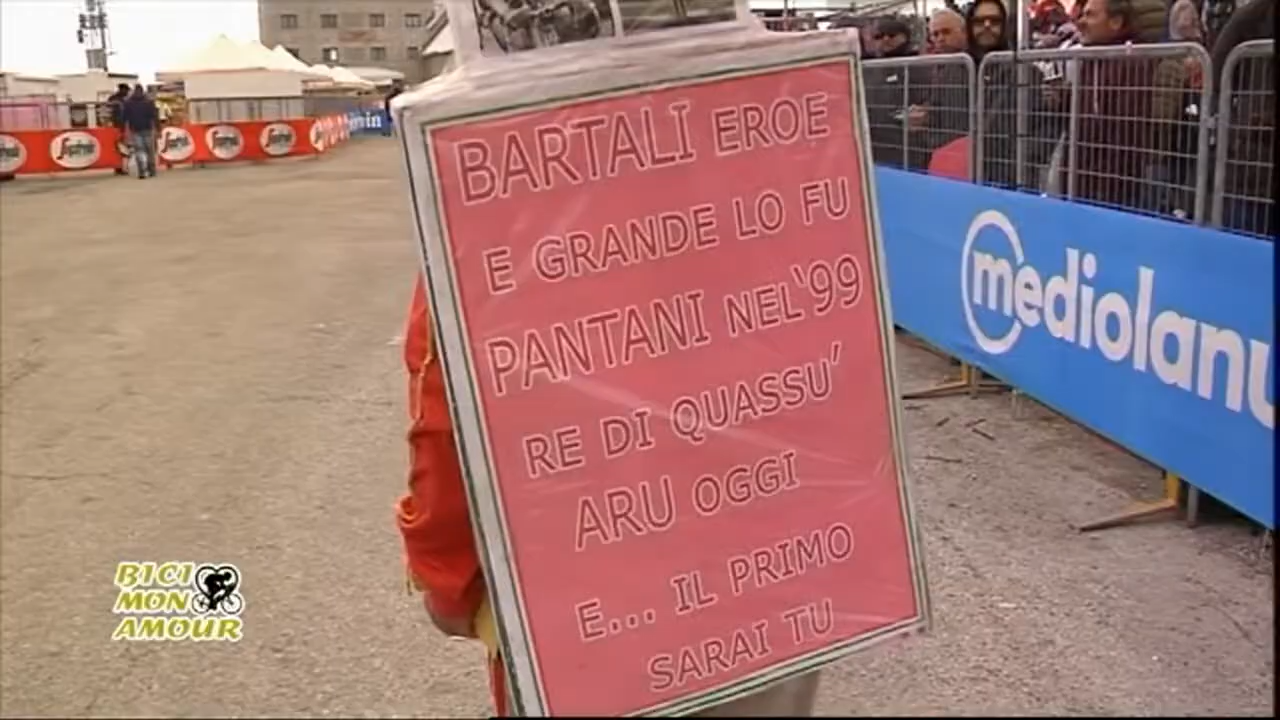 BARTALI EROE
E GRANDE LO FU
PANTANI NEL '99
RE DI QUASSU'
ARU OGGI
E... IL PRIMO
SARAI TU
mediolanu
BICI
MON
AMOUR